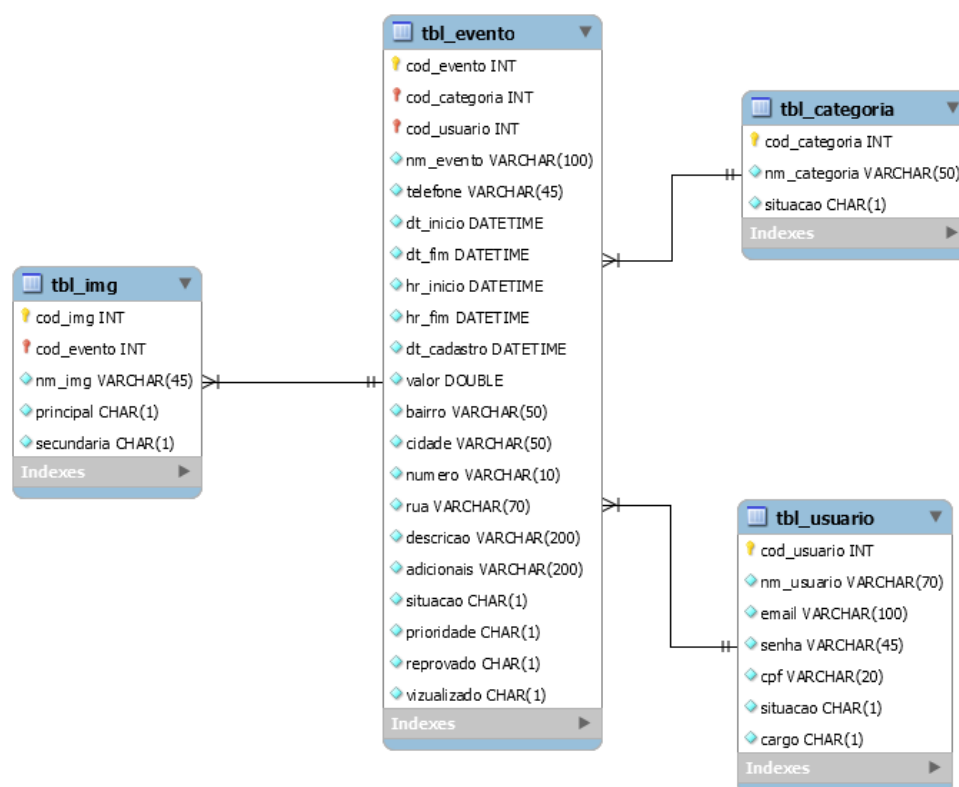 tbl_evento
cod_evento INT
cod_categoria INT
cod_usuario INT
nm_evento VARCHAR(100)
telefone VARCHAR(45)
dt_inicio DATETIME
dt_fim DATETIME
hr_inicio DATETIME
hr_fim DATETIME
dt_cadastro DATETIME
valor DOUBLE
bairro VARCHAR(50)
cidade VARCHAR(50)
numero VARCHAR(10)
rua VARCHAR(70)
descricao VARCHAR(200)
adicionais VARCHAR(200)
situacao CHAR(1)
prioridade CHAR(1)
reprovado CHAR(1)
vizualizado CHAR(1)
Indexes
tbl_categoria
cod_categoria INT
nm_categoria VARCHAR(50)
situacao CHAR(1)
Indexes
tbl_img
cod_img INT
cod_evento INT
nm_img VARCHAR(45)
principal CHAR(1)
secundaria CHAR(1)
Indexes
tbl_usuario
cod_usuario INT
nm_usuario VARCHAR(70)
email VARCHAR(100)
senha VARCHAR(45)
cpf VARCHAR(20)
situacao CHAR(1)
cargo CHAR(1)
Indexes